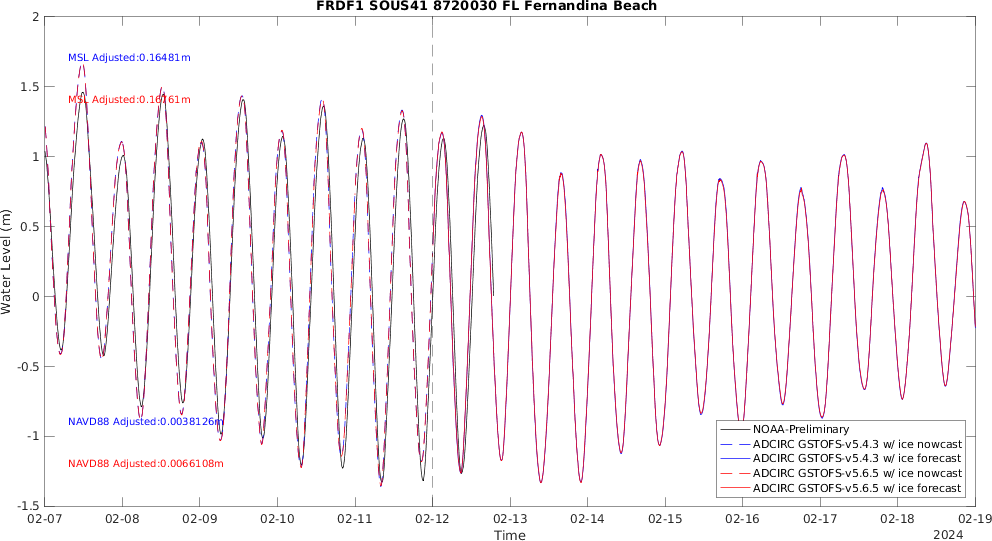 FRDF1 SOUS41 8720030 FL Fernandina Beach
2
1.5
1
0.5
0
-0.5
-1
-1.5
Water Level (m)
MSL Adjusted:0.16481m
MSL Adjusted:0.16761m
NAVD88 Adjusted:0.0038126m
NAVD88 Adjusted:0.0066108m
NOAA-Preliminary
ADCIRC GSTOFS-v5.4.3 w/ ice nowcast
ADCIRC GSTOFS-v5.4.3 w/ ice forecast
ADCIRC GSTOFS-v5.6.5 w/ ice nowcast
ADCIRC GSTOFS-v5.6.5 w/ ice forecast
02-07 02-08 02-09 02-10 02-11 02-12 02-13 02-14 02-15 02-16 02-17 02-18 02-19
Time
2024